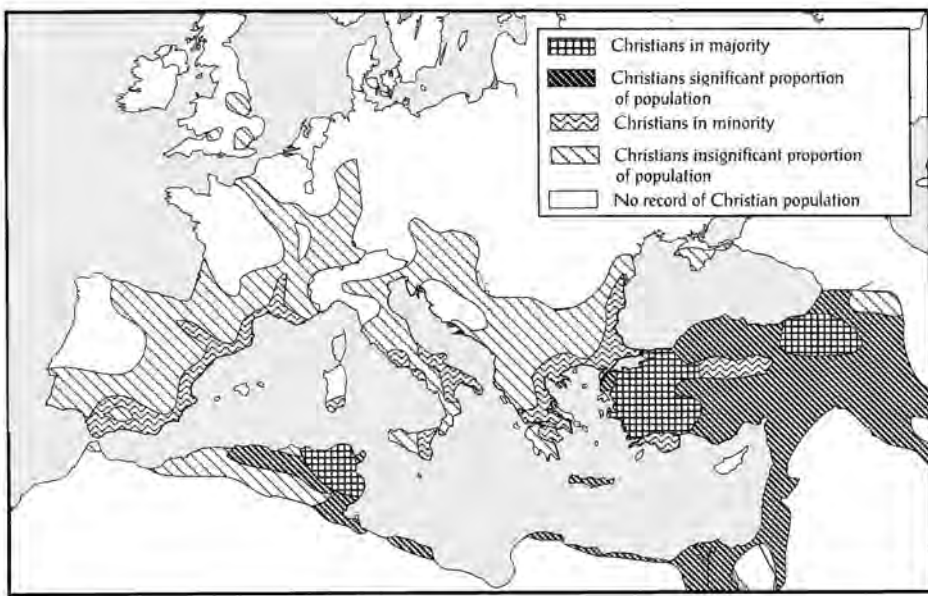 Christians in majority
Christians significant proportion
of population
Christians in minority
Christians insignificant proportion
of population
No record of Christian population